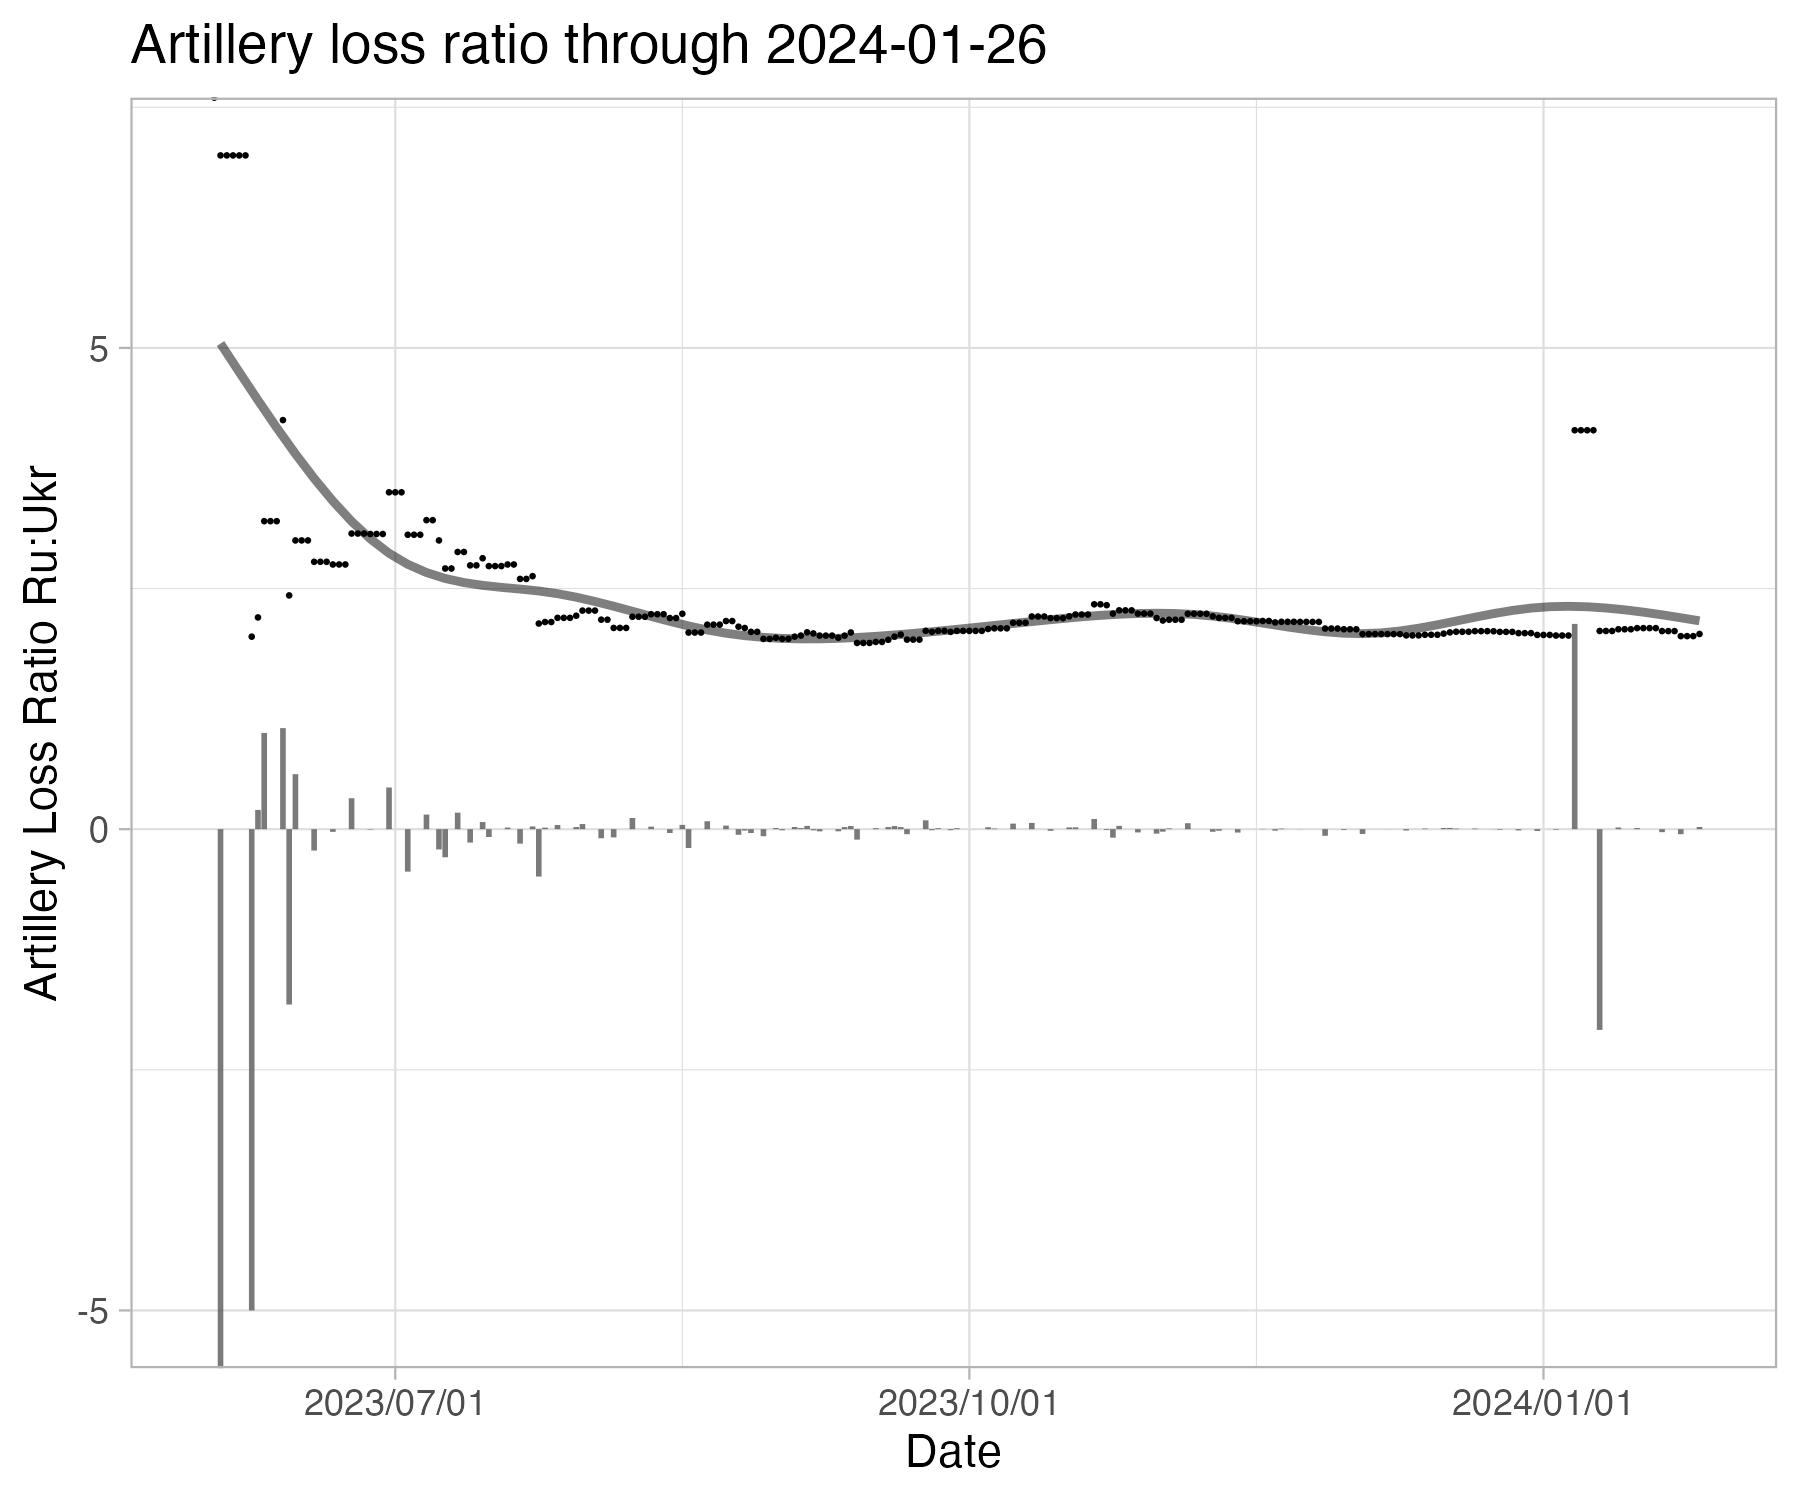 Artillery loss ratio through 2024-01-26
Artillery Loss Ratio Ru:Ukr
5
0
-5
2023/07/01
2023/10/01
2024/01/01
Date